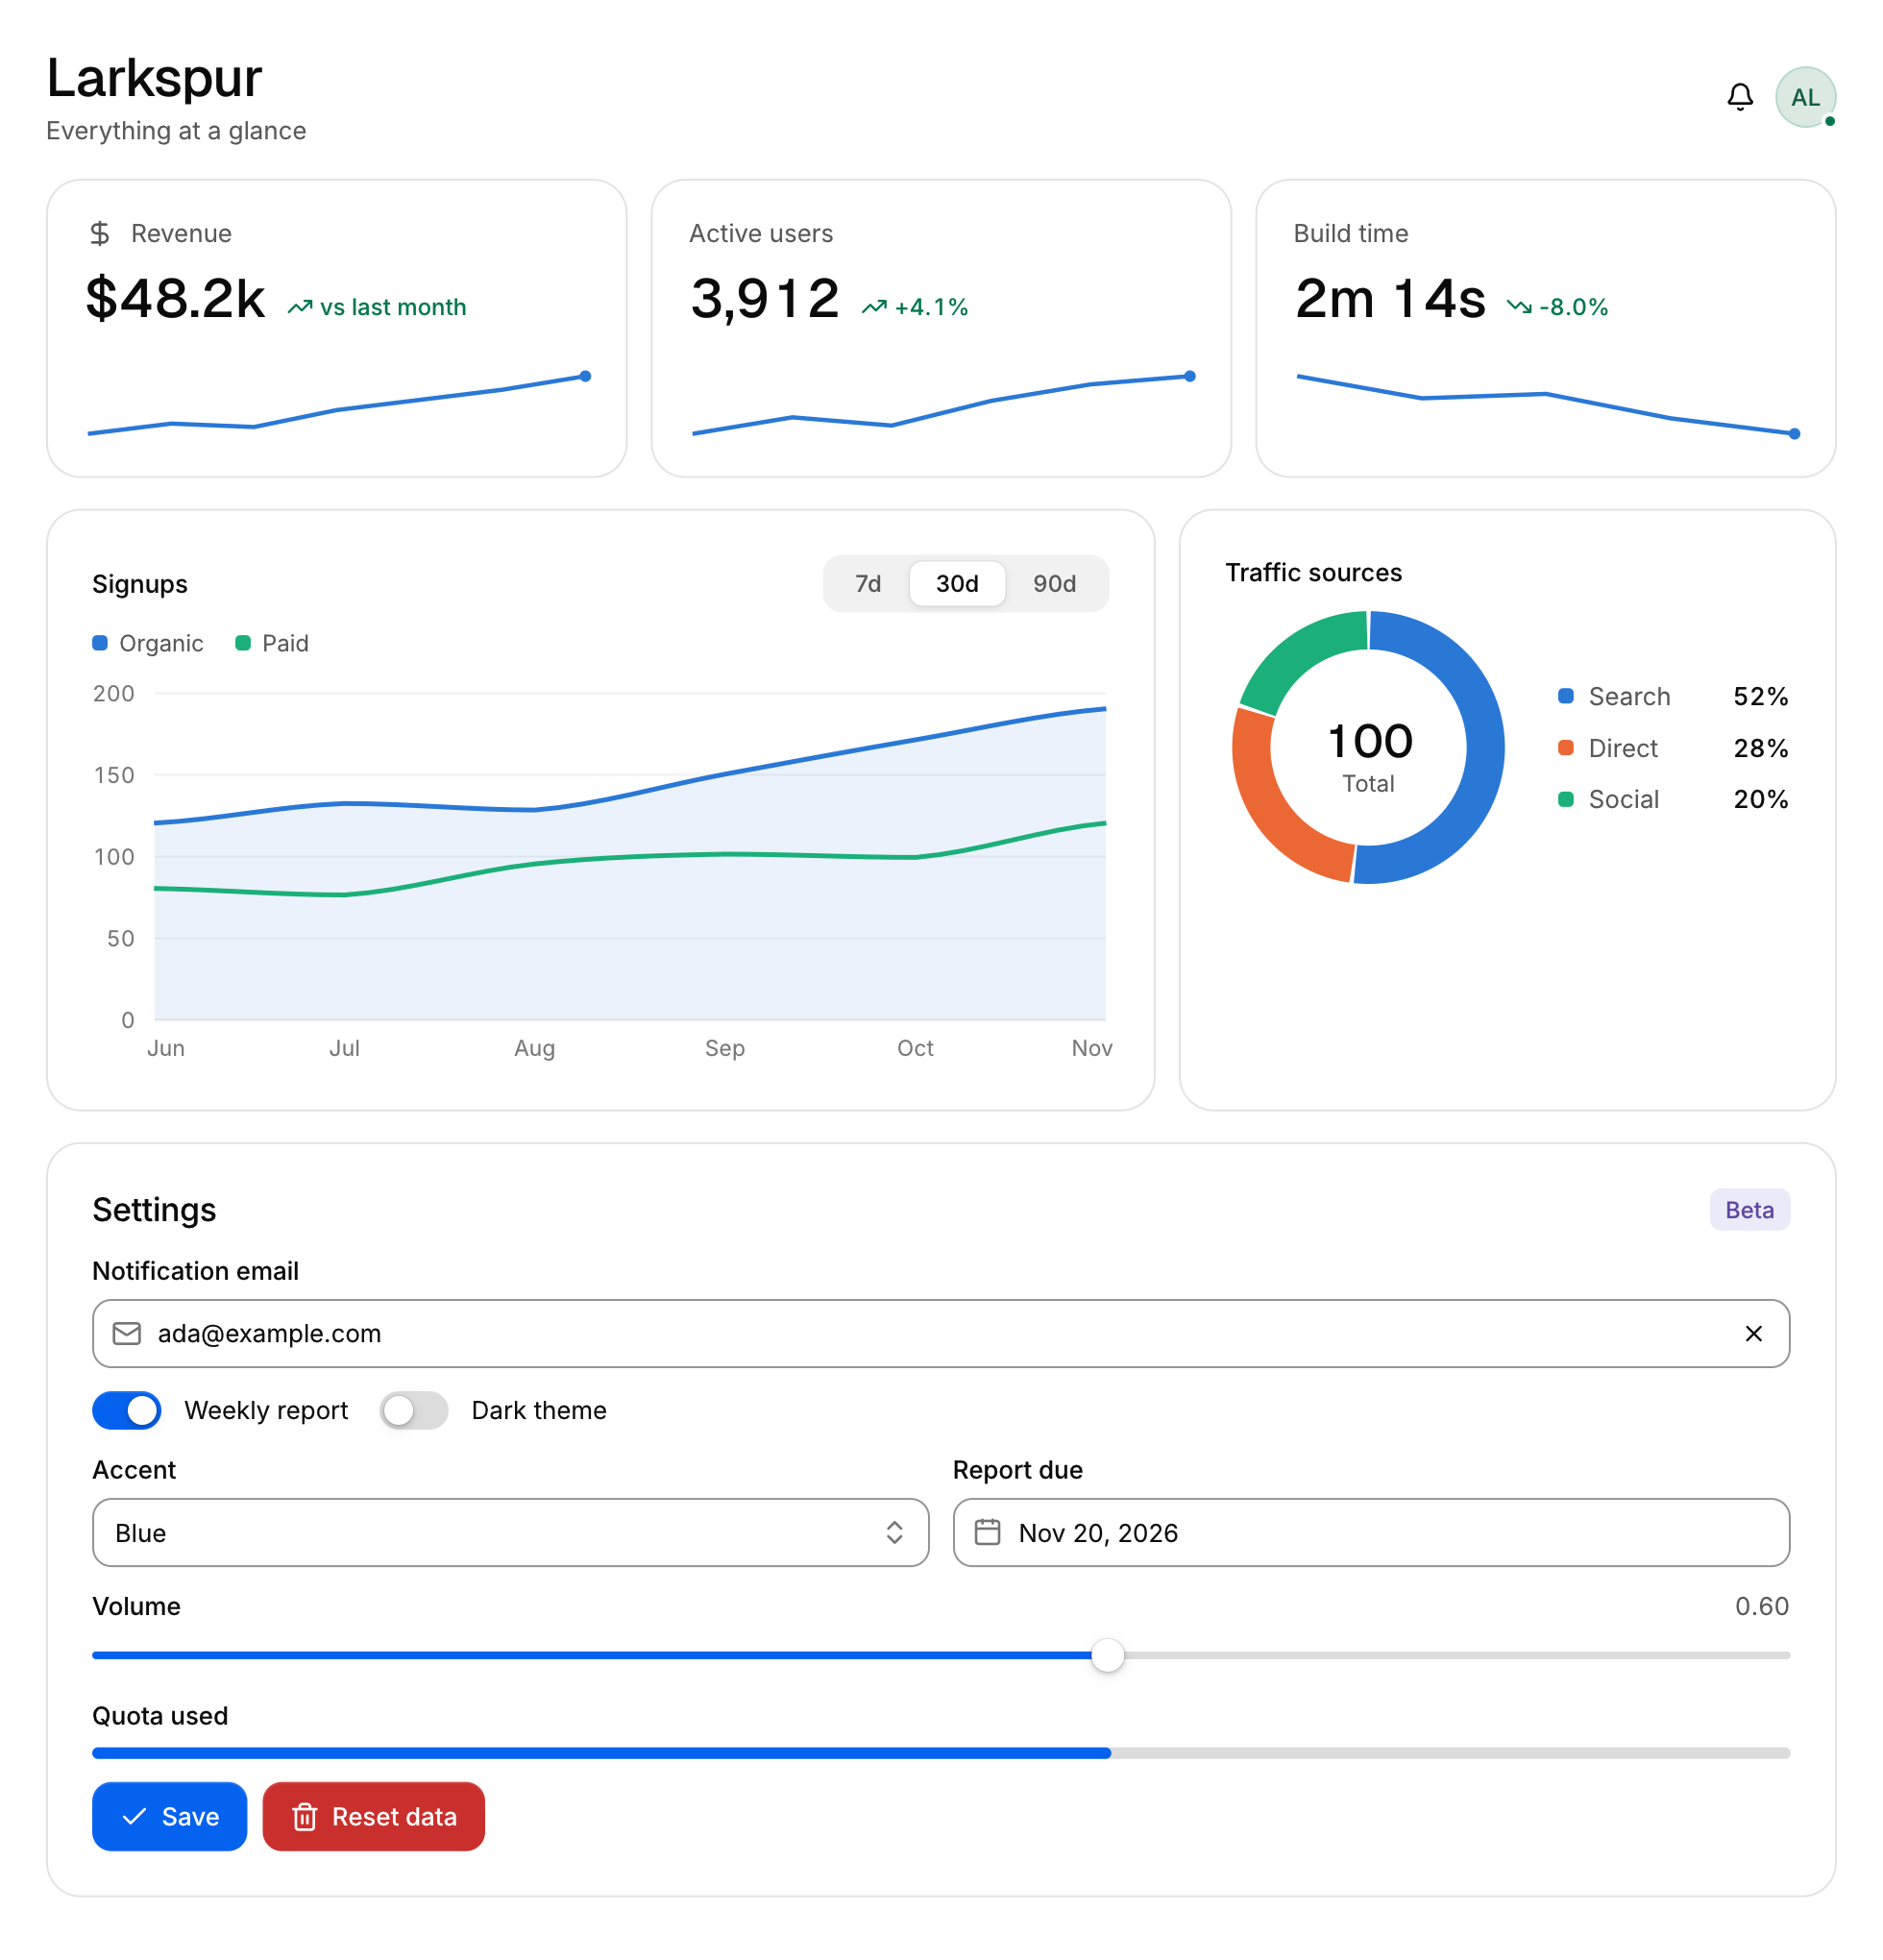 Larkspur
Everything at a glance
AL
Revenue
$48.2k vs last month
Active users
3,912 +4.1%
Build time
2m 14s -8.0%
Signups
7d 30d 90d
Organic Paid
200
150
100
50
0
Jun Jul Aug Sep Oct Nov
Traffic sources
100
Total
Search 52%
Direct 28%
Social 20%
Settings
Beta
Notification email
ada@example.com
Weekly report Dark theme
Accent
Blue
Report due
Nov 20, 2026
Volume 0.60
Quota used
Save Reset data